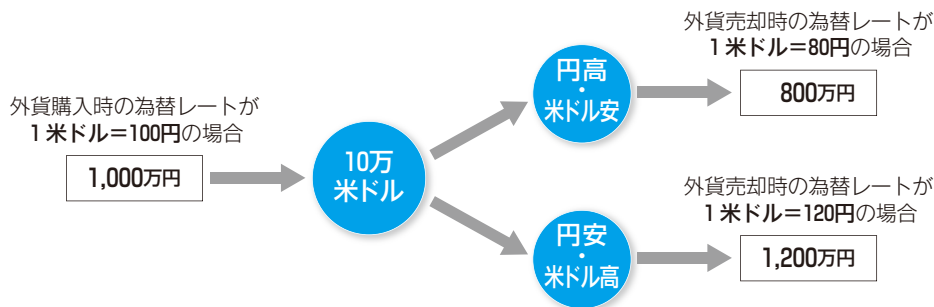 外貨購入時の為替レートが
1米ドル＝100円の場合
1,000万円
10万
米ドル
円高
・
米ドル安
外貨売却時の為替レートが
1米ドル＝80円の場合
800万円
円安
・
米ドル高
外貨売却時の為替レートが
1米ドル＝120円の場合
1,200万円